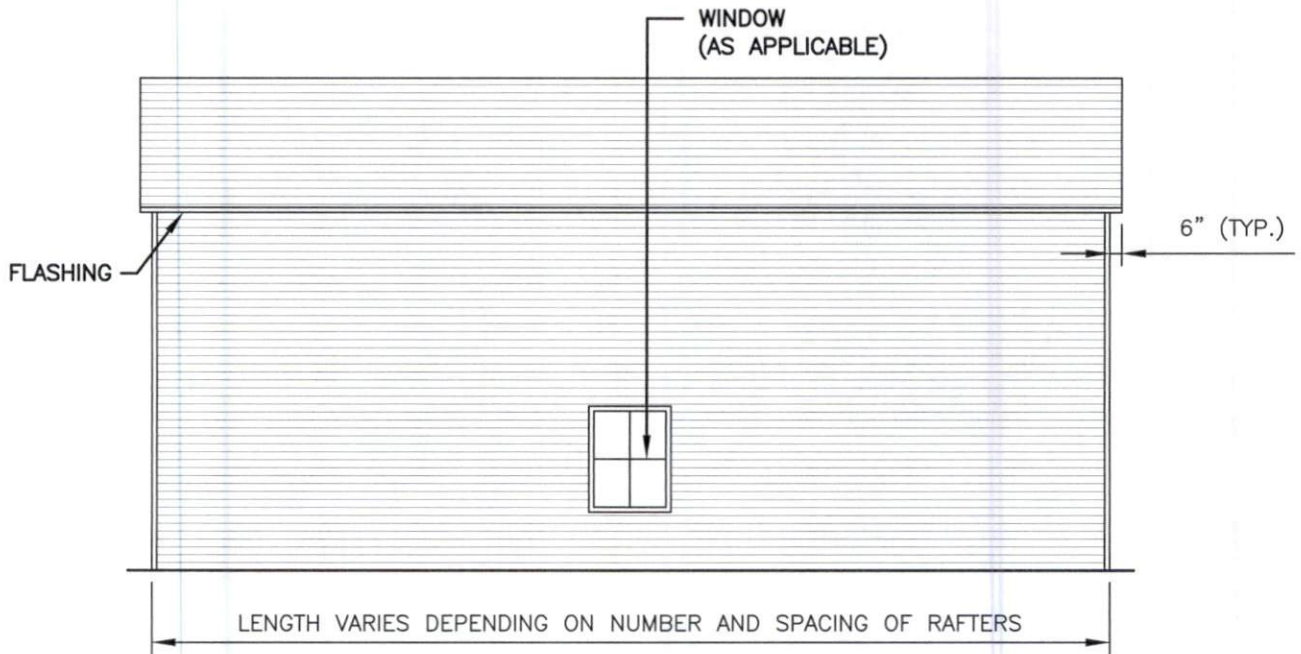 WINDOW
(AS APPLICABLE)
6” (TYP.)
FLASHING
LENGTH VARIES DEPENDING ON NUMBER AND SPACING OF RAFTERS